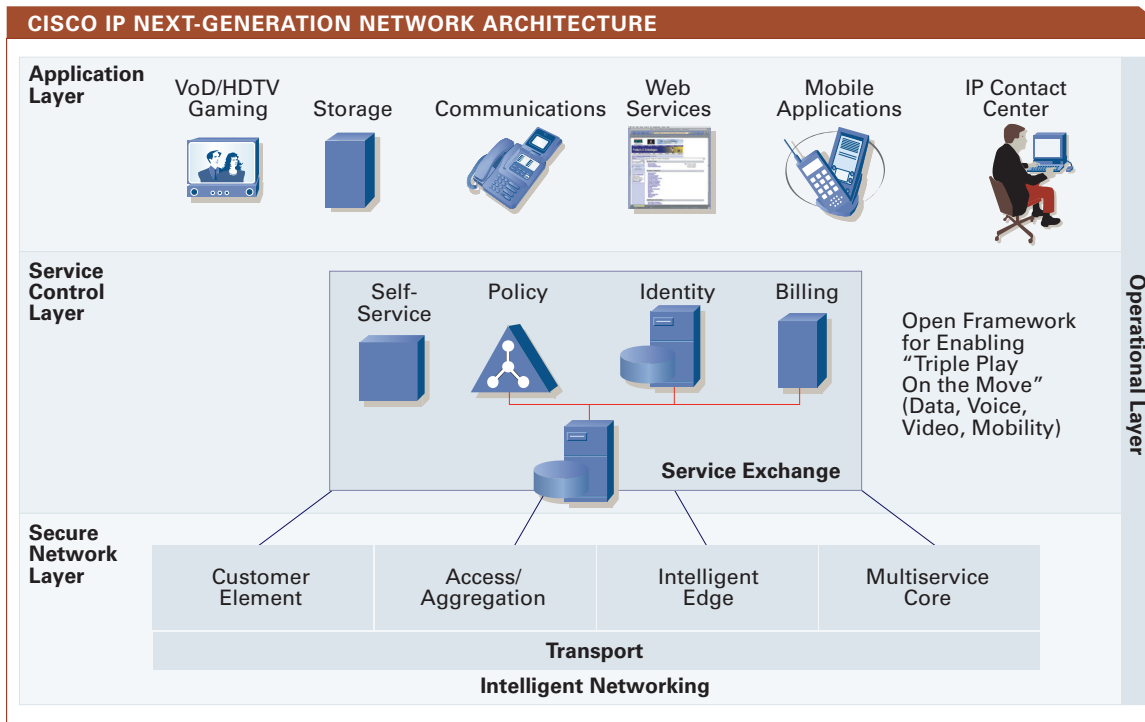 CISCO IP NEXT-GENERATION NETWORK ARCHITECTURE
Application
Layer
VoD/HDTV
Gaming
Storage
Communications
Web
Services
Mobile
Applications
IP Contact
Center
Service
Control
Layer
Self-
Service
Policy
Identity
Billing
Open Framework
for Enabling
“Triple Play
On the Move”
(Data, Voice,
Video, Mobility)
Service Exchange
Operational Layer
Secure
Network
Layer
Customer
Element
Access/
Aggregation
Intelligent
Edge
Multiservice
Core
Transport
Intelligent Networking